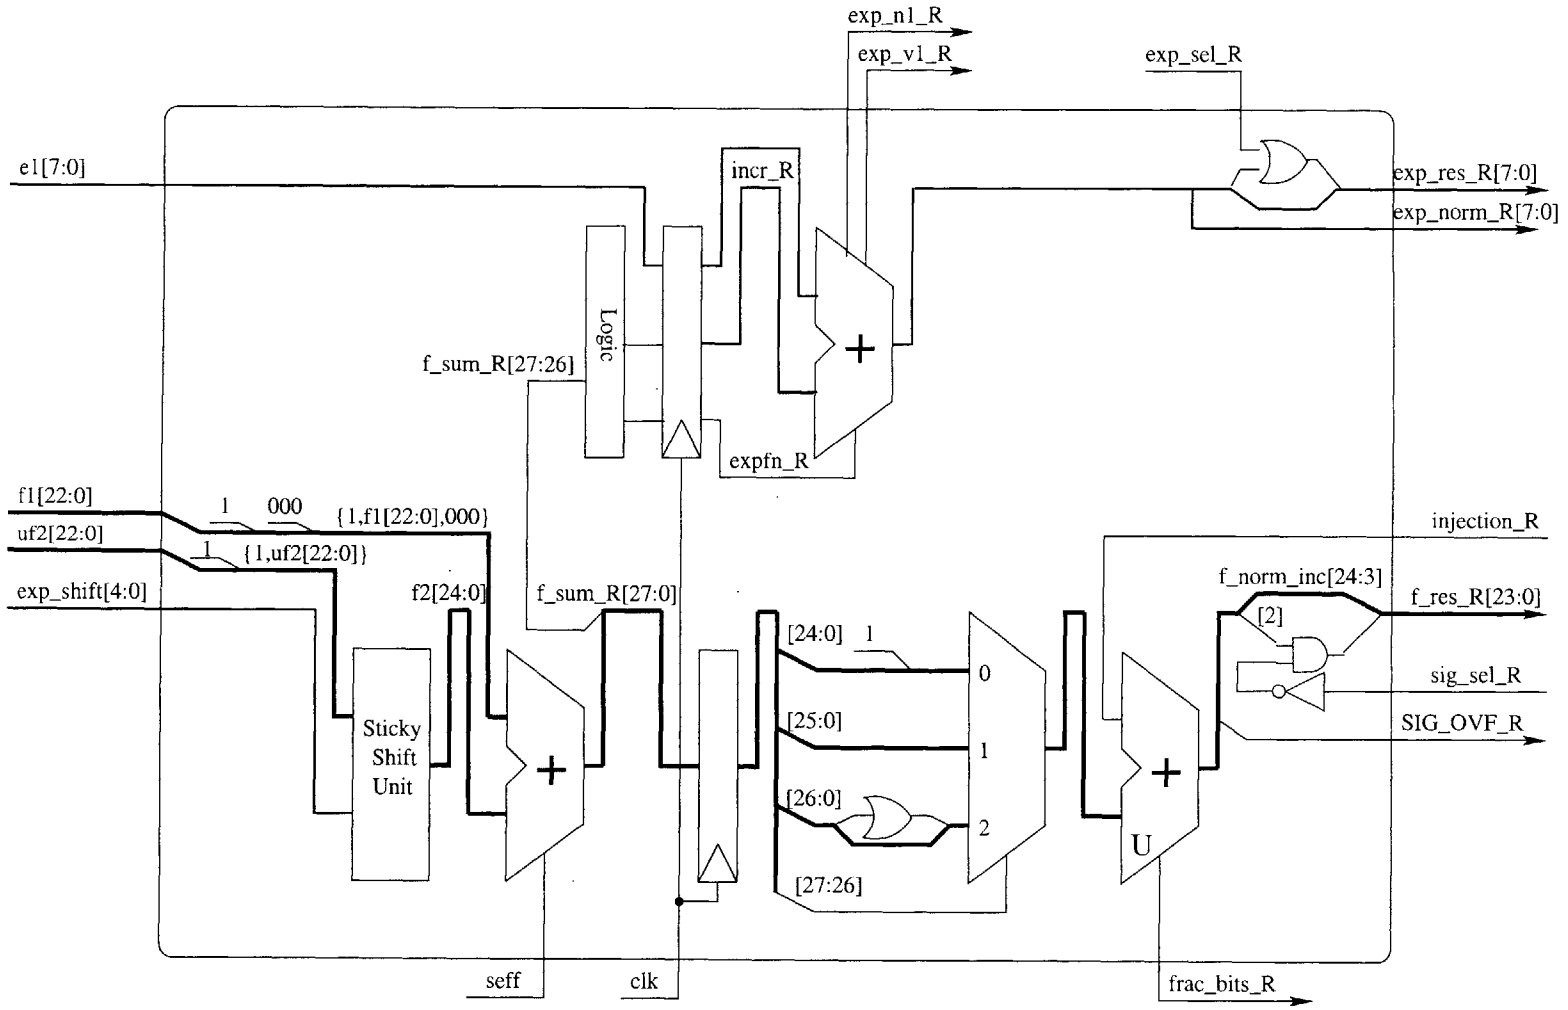 exp_n1_R
exp_v1_R
exp_sel_R
e1[7:0]
incr_R
exp_res_R[7:0]
exp_norm_R[7:0]
Logic
+
f_sum_R[27:26]
expfn_R
f1[22:0]
1
000
{1,f1[22:0],000}
uf2[22:0]
1
{1,uf2[22:0]}
injection_R
exp_shift[4:0]
f2[24:0]
f_sum_R[27:0]
f_norm_inc[24:3]
f_res_R[23:0]
[2]
[24:0]
1
0
sig_sel_R
Sticky
Shift
Unit
+
[25:0]
1
+
SIG_OVF_R
[26:0]
2
U
[27:26]
seff
clk
frac_bits_R